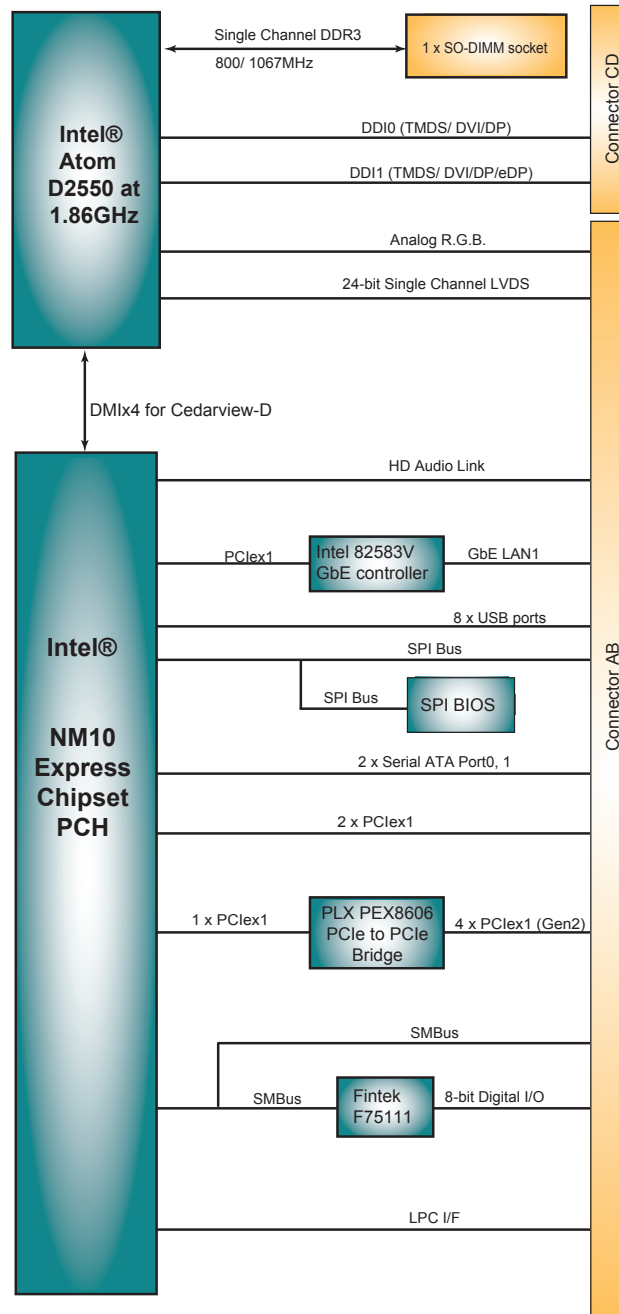 Single Channel DDR3
800/ 1067MHz
1 x SO-DIMM socket
Connector CD
Intel®
Atom
D2550 at
1.86GHz
DDI0 (TMDS/ DVI/DP)
DDI1 (TMDS/ DVI/DP/eDP)
Analog R.G.B.
24-bit Single Channel LVDS
DMIx4 for Cedarview-D
HD Audio Link
PCIex1
Intel 82583V
GbE controller
GbE LAN1
8 x USB ports
Intel®
NM10
Express
Chipset
PCH
SPI Bus
SPI Bus
SPI BIOS
Connector AB
2 x Serial ATA Port0, 1
2 x PCIex1
1 x PCIex1
PLX PEX8606
PCIe to PCIe
Bridge
4 x PCIex1 (Gen2)
SMBus
SMBus
Fintek
F75111
8-bit Digital I/O
LPC I/F